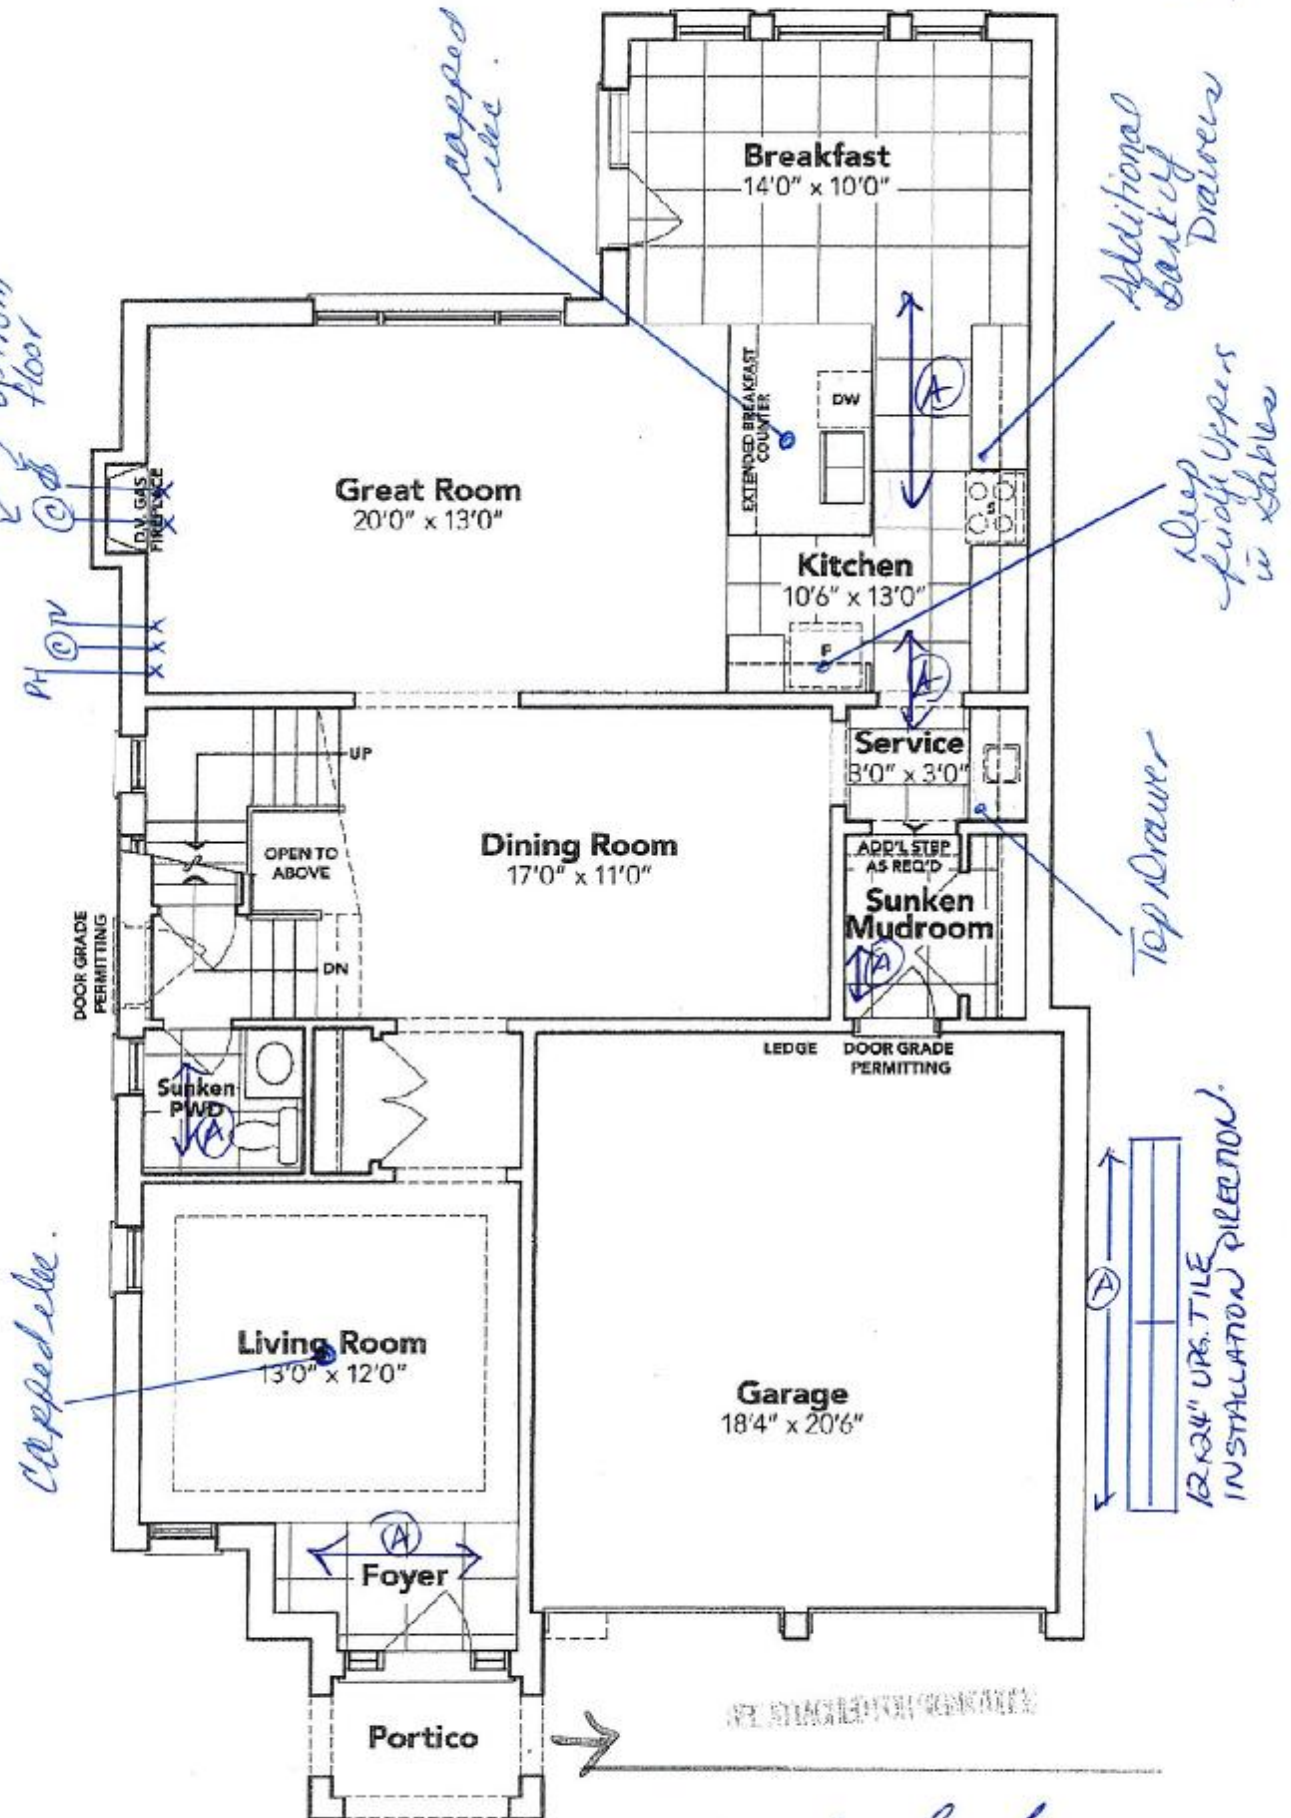 capped
elec.
Breakfast
14'0" x 10'0"
Additional
bank of
Drawers
floor
EXTENDED BREAKFAST
COUNTER
DW
A
Great Room
20'0" x 13'0"
D.V. GAS
FIREPLACE
C
S
Kitchen
10'6" x 13'0"
Deep
fridge uppers
w gables
F
PH
C
TV
A
UP
Service
8'0" x 3'0"
Top Drawer
OPEN TO
ABOVE
Dining Room
17'0" x 11'0"
ADD'L STEP
AS REQ'D
Sunken
Mudroom
A
DOOR GRADE
PERMITTING
DN
LEDGE
DOOR GRADE
PERMITTING
Sunken
PWD
A
Capped elec.
Living Room
13'0" x 12'0"
Garage
18'4" x 20'6"
A
12x24" UPG. TILE
INSTALLATION DIRECTION.
A
Foyer
Portico